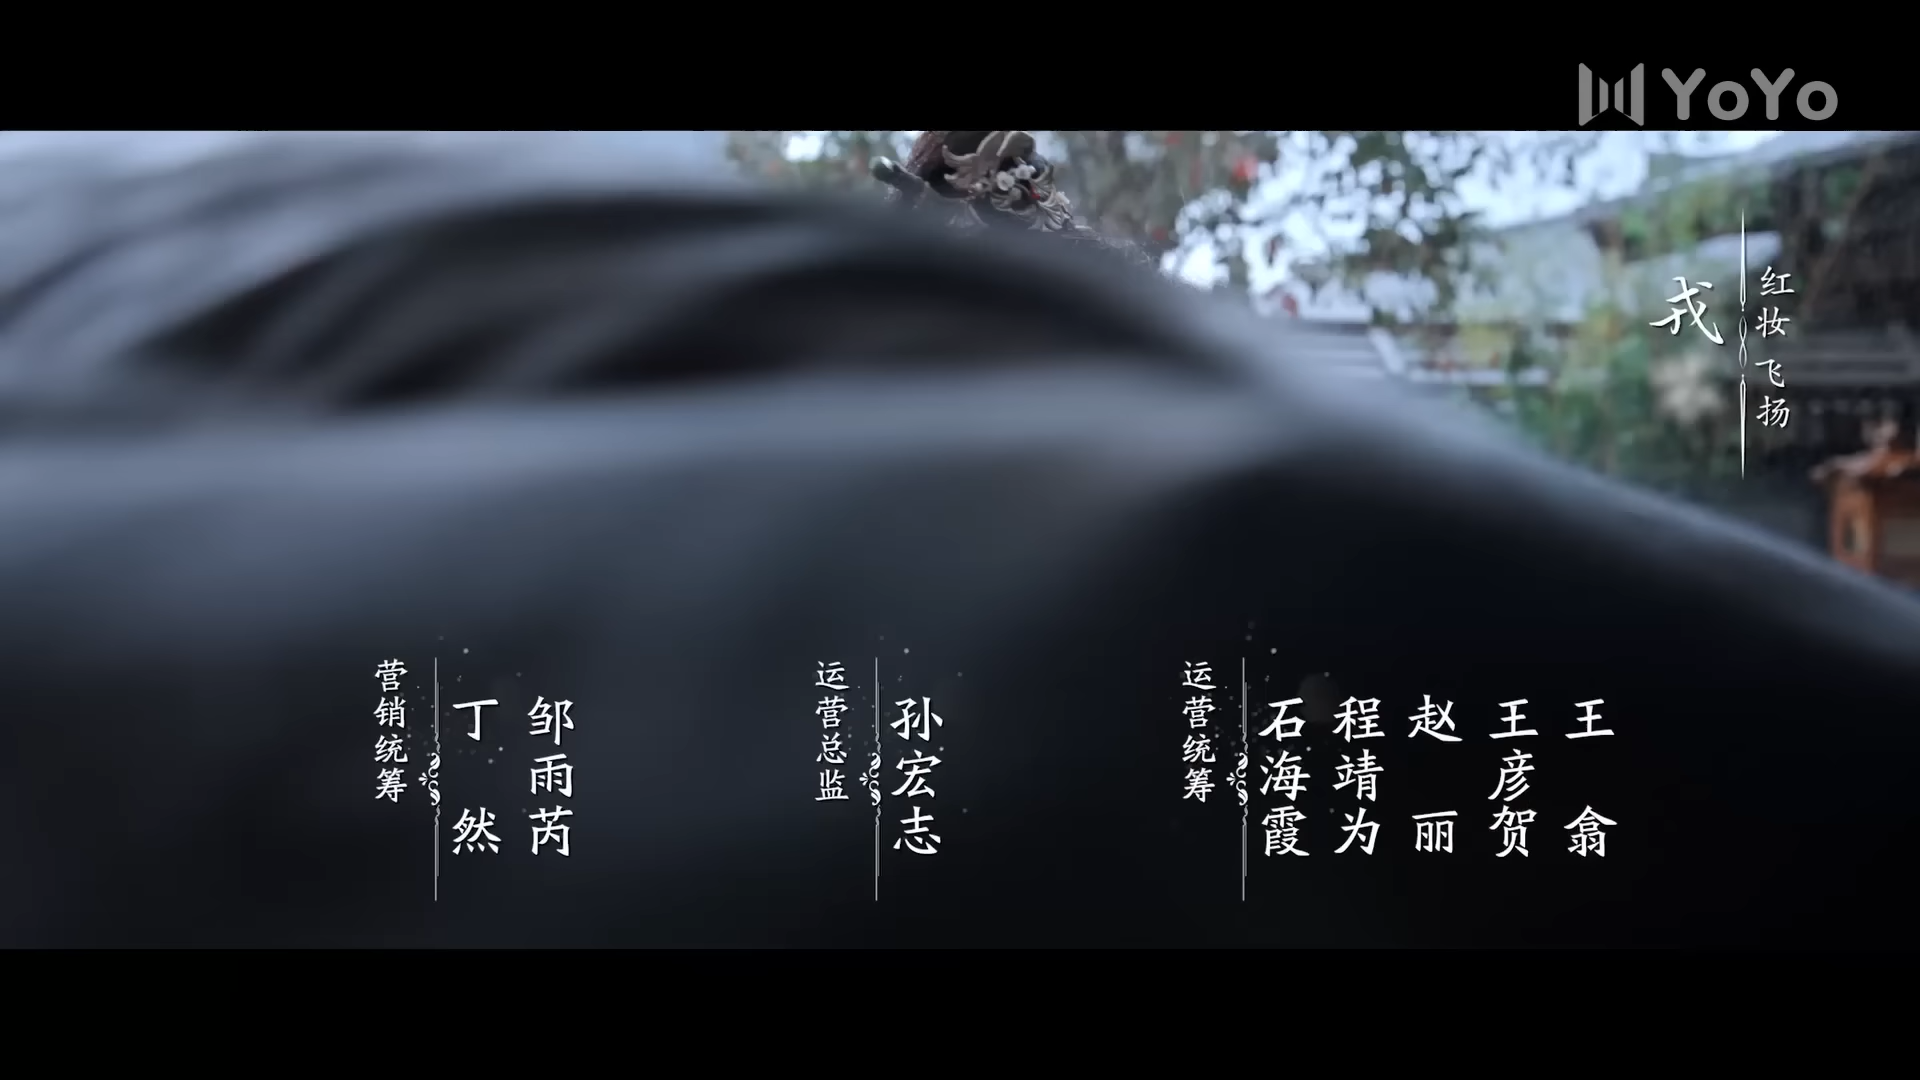 YoYo
红妆飞扬
戎
营销统筹
丁然
邹雨芮
运营总监
孙宏志
运营统筹
石海霞
程靖为
赵丽
王彦贺
王翕